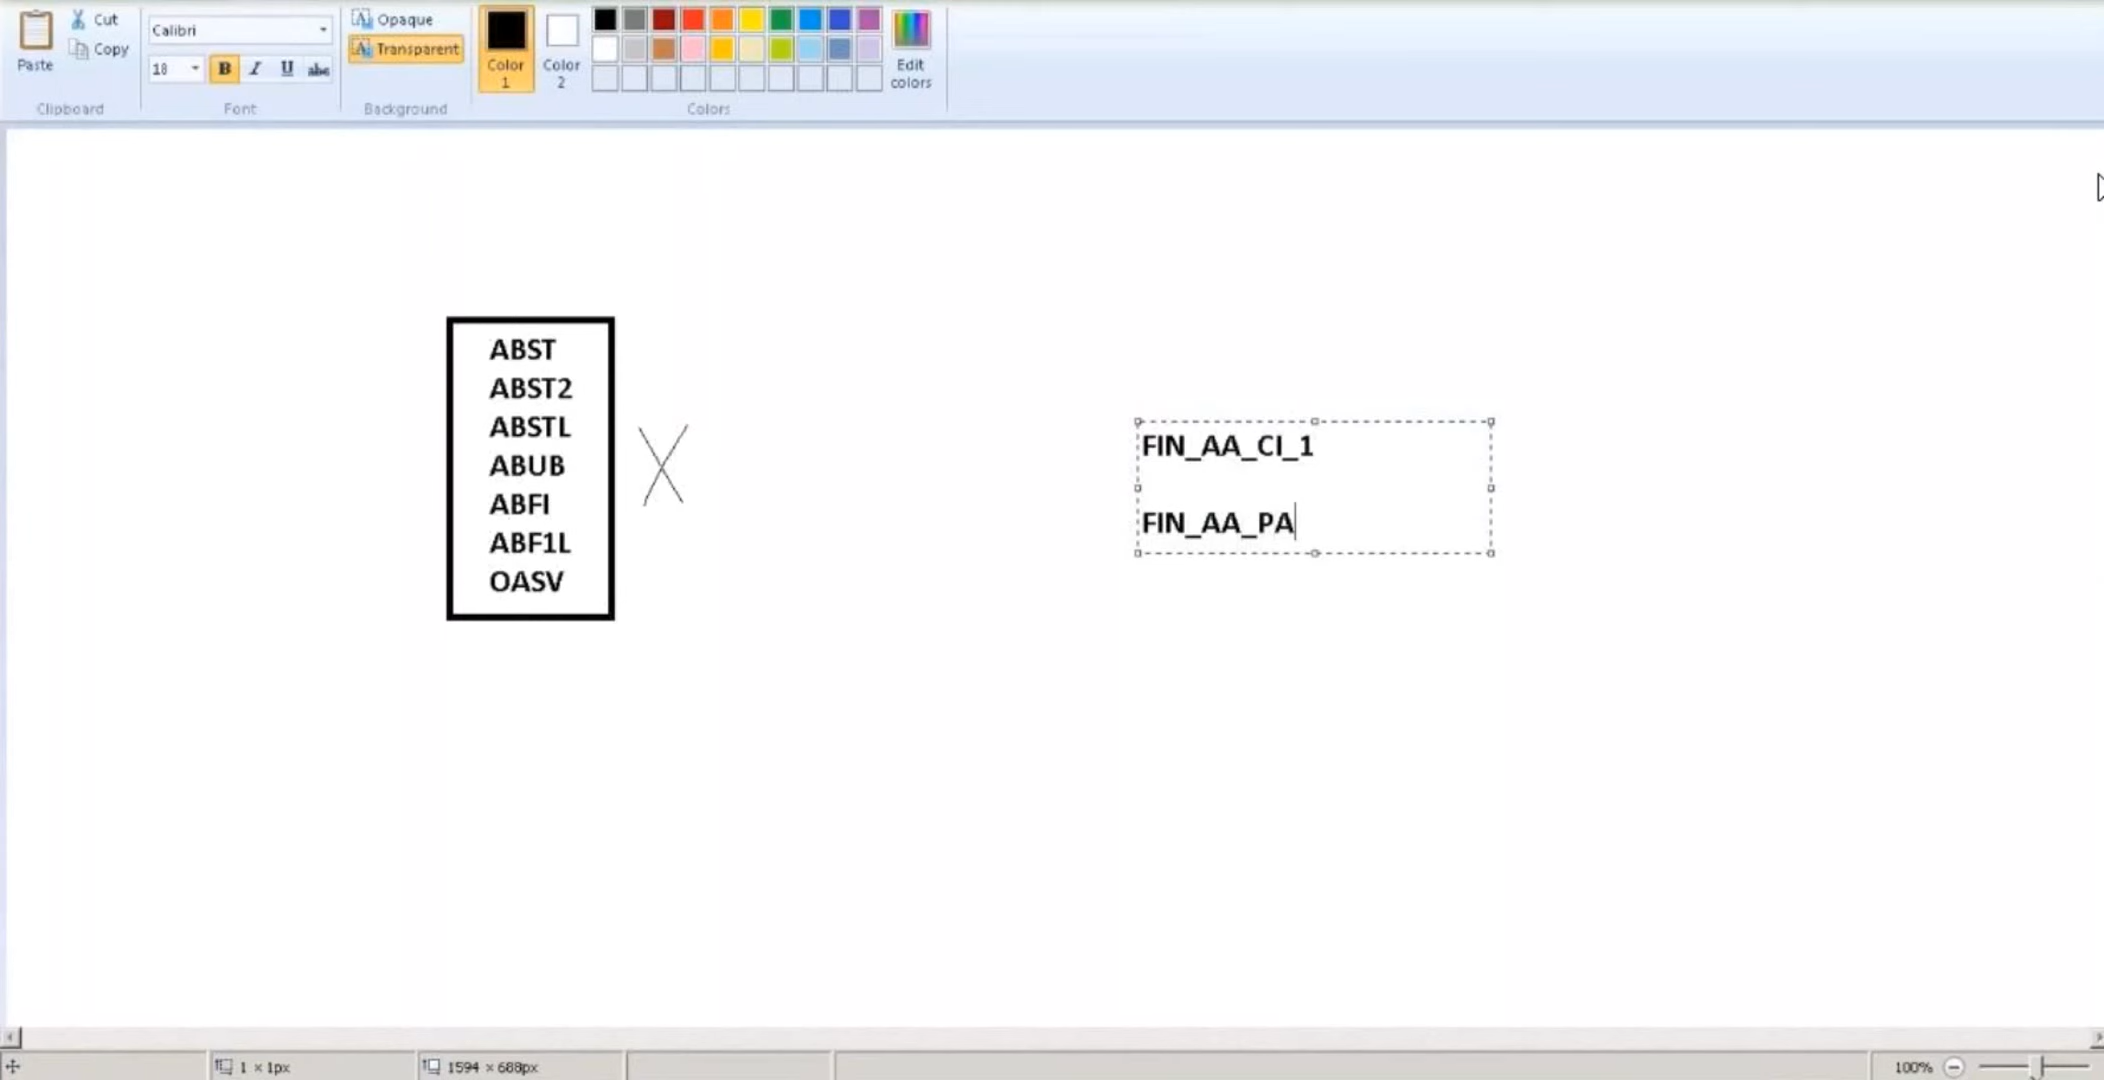 Paste
Cut
Copy
Clipboard
Calibri
18
B I U abc
Font
Opaque
Transparent
Background
Color 1
Color 2
Edit colors
Colors
ABST
ABST2
ABSTL
ABUB
ABFI
ABF1L
OASV
FIN_AA_CI_1
FIN_AA_PA
1 × 1px
1594 × 688px
100%